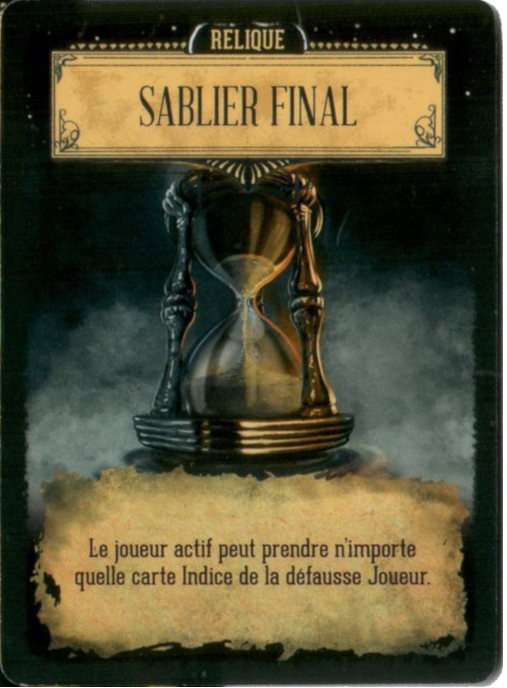 RELIQUE
SABLIER FINAL
Le joueur actif peut prendre n'importe
quelle carte Indice de la défausse Joueur.